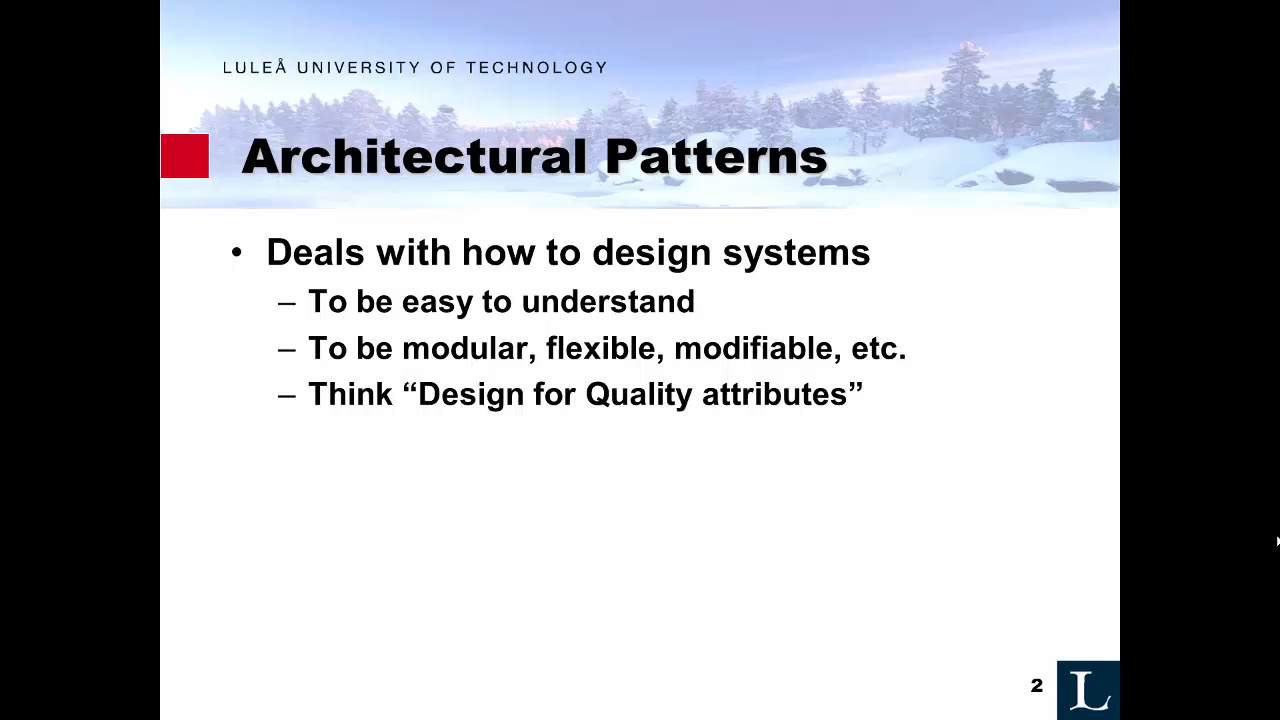 LULEÅ UNIVERSITY OF TECHNOLOGY
Architectural Patterns
• Deals with how to design systems
– To be easy to understand
– To be modular, flexible, modifiable, etc.
– Think “Design for Quality attributes”
2
L